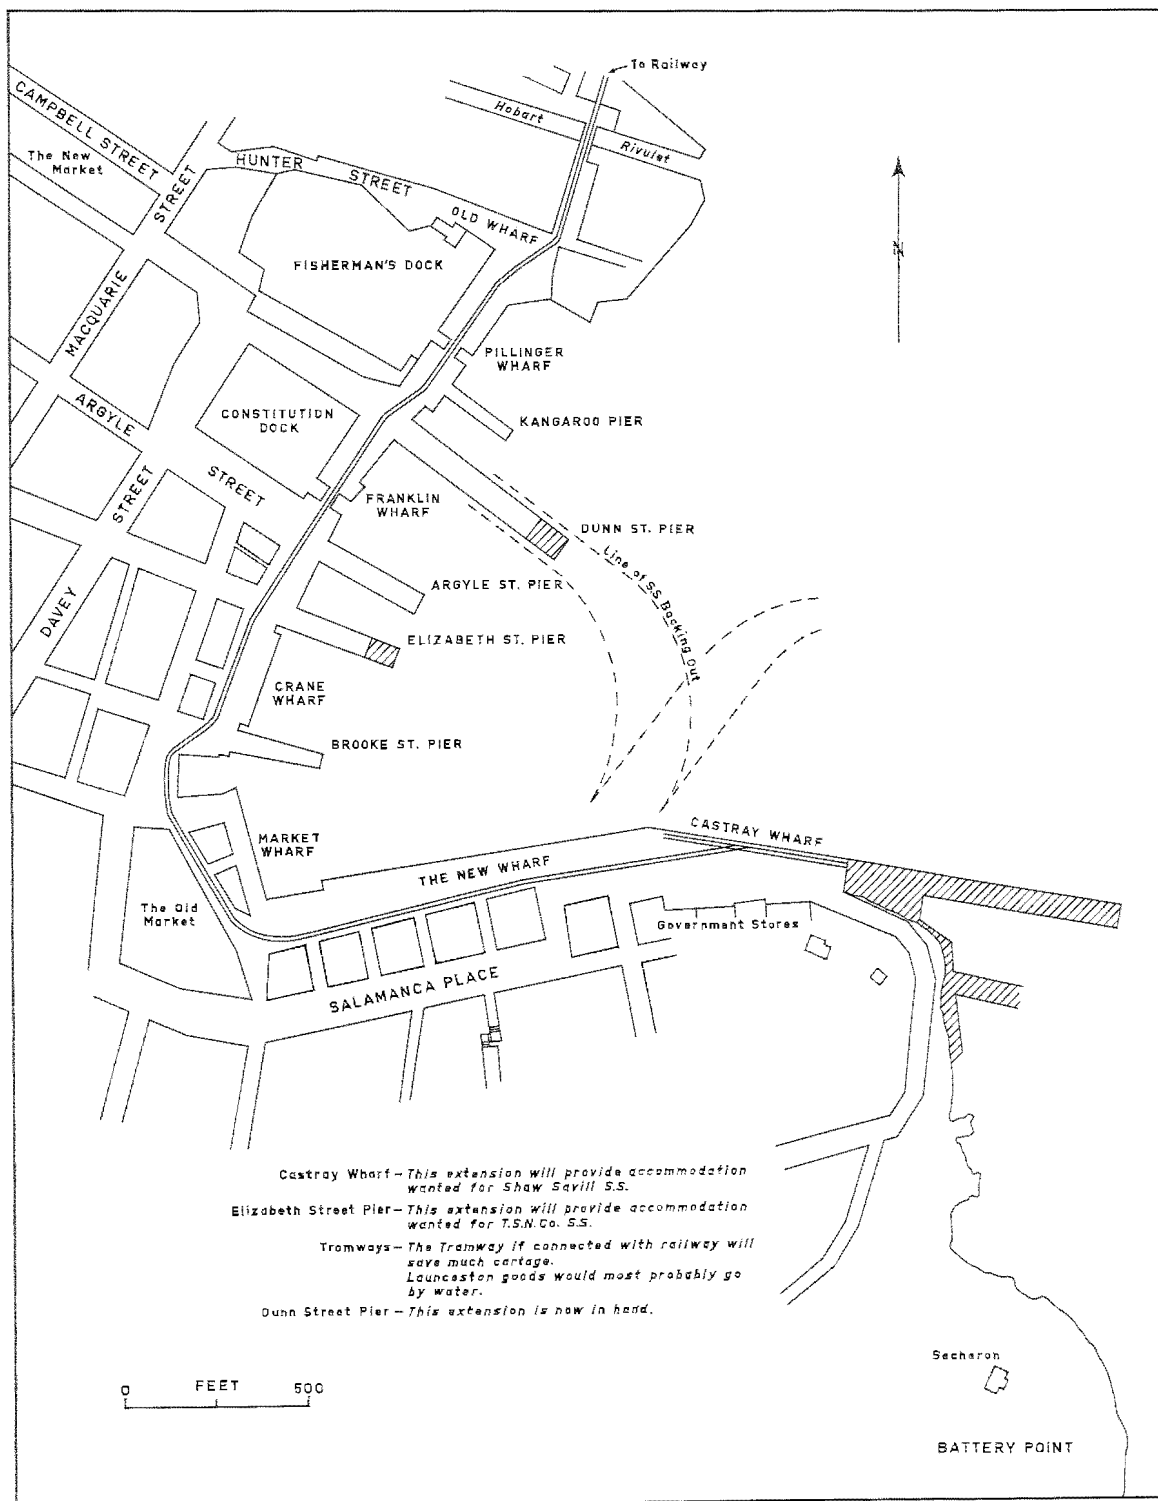 To Railway
Hobart
Rivulet
CAMPBELL STREET
The New
Market
HUNTER
STREET
STREET
OLD WHARF
N
FISHERMAN'S DOCK
MACQUARIE
PILLINGER
WHARF
ARGYLE
CONSTITUTION
DOCK
KANGAROO PIER
STREET
STREET
FRANKLIN
WHARF
DUNN ST. PIER
Line of SS Backing Out
ARGYLE ST. PIER
DAVEY
ELIZABETH ST. PIER
CRANE
WHARF
BROOKE ST. PIER
CASTRAY WHARF
MARKET
WHARF
THE NEW WHARF
The Old
Market
Government Stores
SALAMANCA PLACE
Castray Wharf – This extension will provide accommodation
wanted for Shaw Savill S.S.
Elizabeth Street Pier – This extension will provide accommodation
wanted for T.S.N.Co. S.S.
Tramways – The Tramway if connected with railway will
save much cartage.
Launceston goods would most probably go
by water.
Dunn Street Pier – This extension is now in hand.
Secheron
0 FEET 500
BATTERY POINT